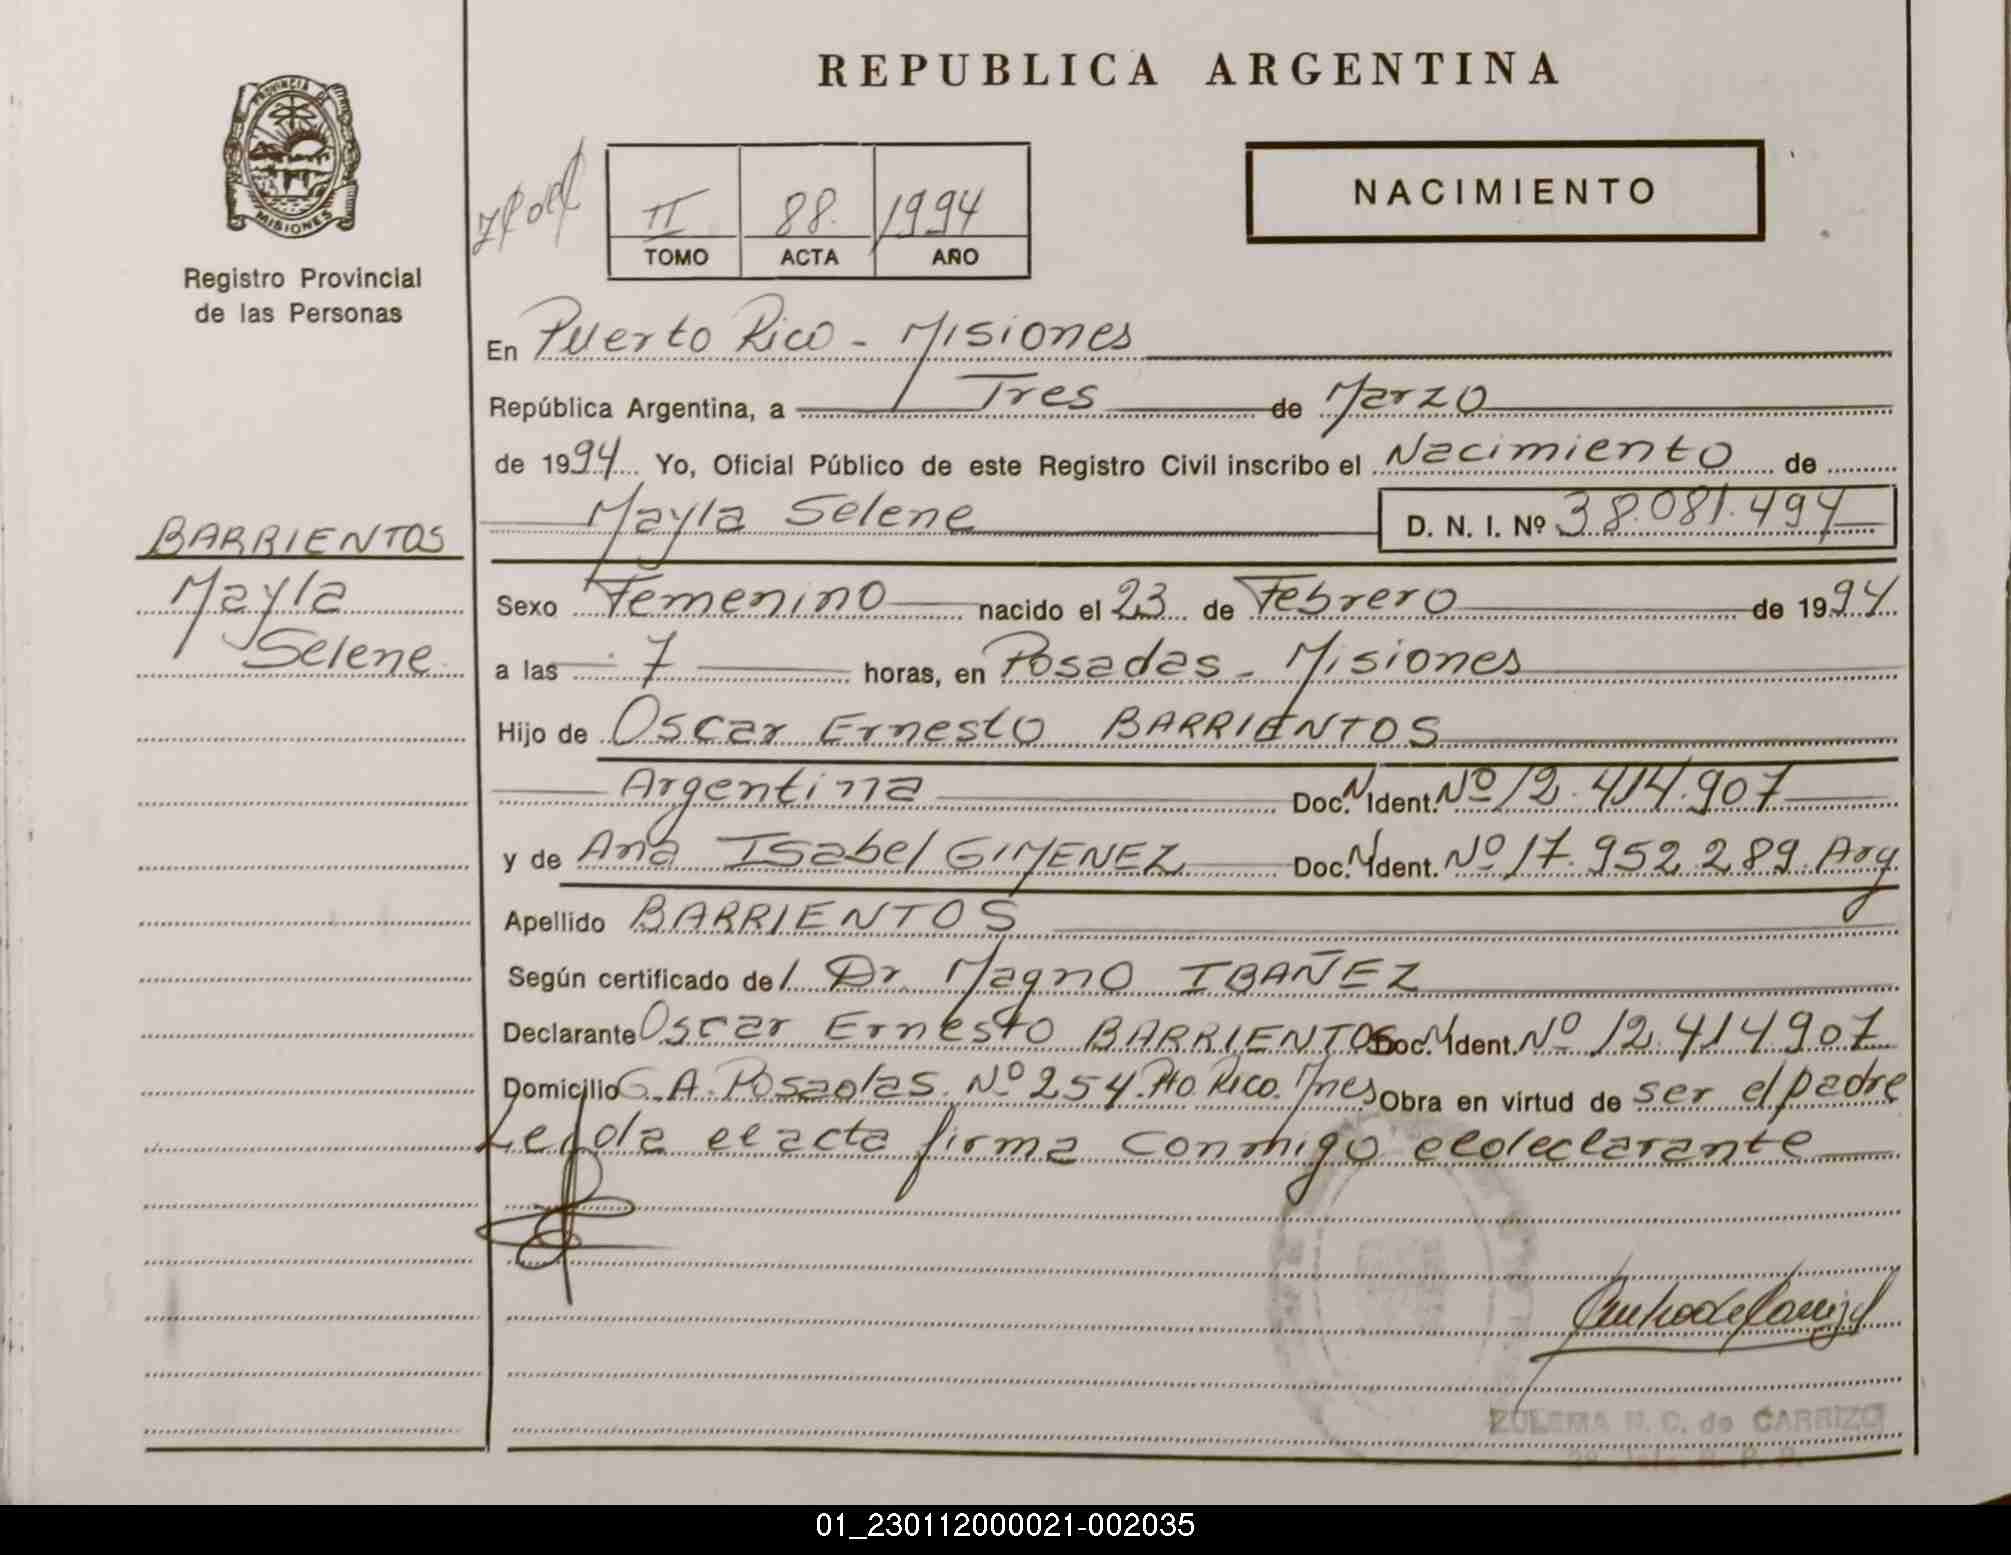 REPUBLICA ARGENTINA
PROVINCIA DE
MISIONES
Registro Provincial
de las Personas
II 88. 1994
TOMO ACTA AÑO
NACIMIENTO
En Puerto Rico - Misiones
República Argentina, a Tres de Marzo
de 1994 Yo, Oficial Público de este Registro Civil inscribo el Nacimiento de
Mayla Selene D. N. I. Nº 38.081.494
BARRIENTOS
Mayla
Selene
Sexo Femenino nacido el 23 de Febrero de 1994
a las 7 horas, en Posadas - Misiones
Hijo de Oscar Ernesto BARRIENTOS
Argentina Doc. N Ident. Nº 12.414.907
y de Ana Isabel GIMENEZ Doc. N Ident. Nº 17.952.289. Arg
Apellido BARRIENTOS
Según certificado del Dr. Magno IBAÑEZ
Declarante Oscar Ernesto BARRIENTOS Doc. N Ident. Nº 12.414907
Domicilio G. A. Posadas. Nº 254. Pto Rico. Mnes Obra en virtud de ser el padre
Leida el acta firma conmigo el declarante
ZULEMA N. C. de CARRIZO
01_230112000021-002035